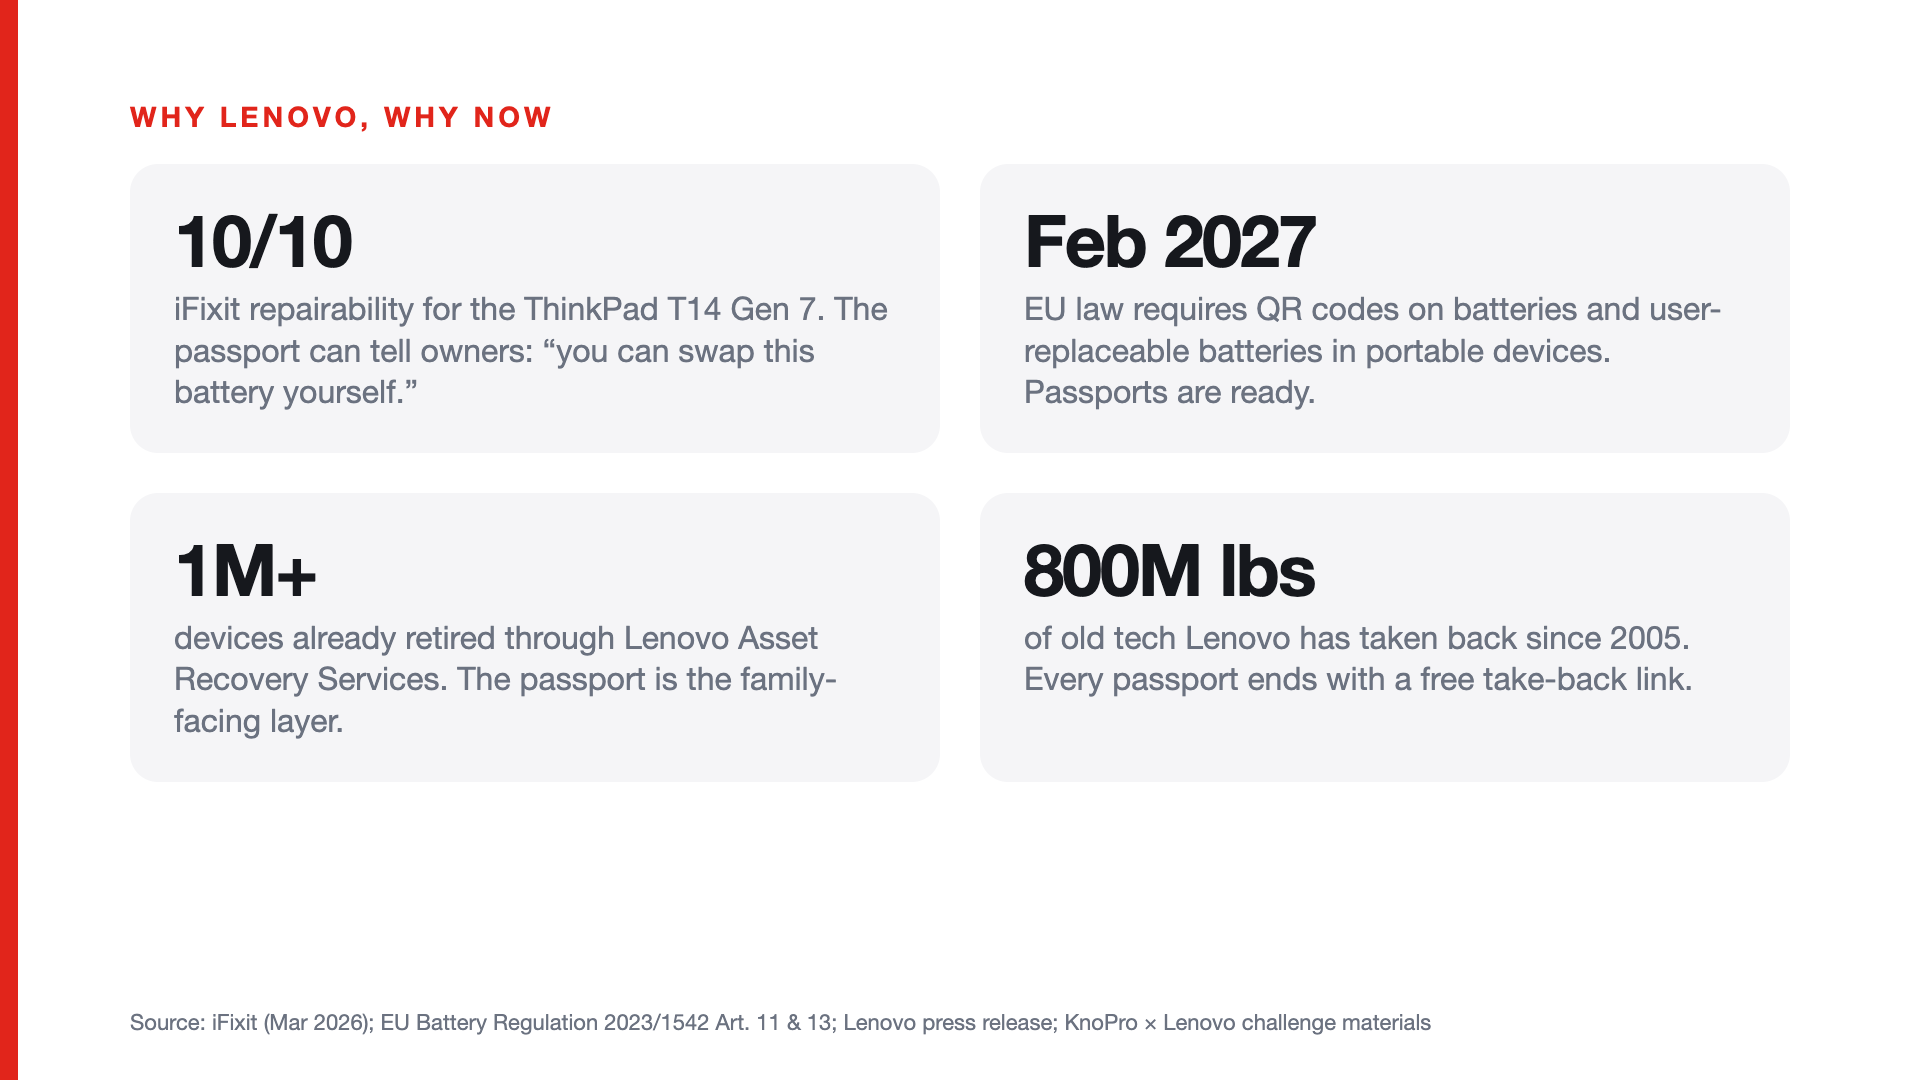 WHY LENOVO, WHY NOW
10/10
iFixit repairability for the ThinkPad T14 Gen 7. The
passport can tell owners: “you can swap this
battery yourself.”
Feb 2027
EU law requires QR codes on batteries and user-
replaceable batteries in portable devices.
Passports are ready.
1M+
devices already retired through Lenovo Asset
Recovery Services. The passport is the family-
facing layer.
800M lbs
of old tech Lenovo has taken back since 2005.
Every passport ends with a free take-back link.
Source: iFixit (Mar 2026); EU Battery Regulation 2023/1542 Art. 11 & 13; Lenovo press release; KnoPro × Lenovo challenge materials